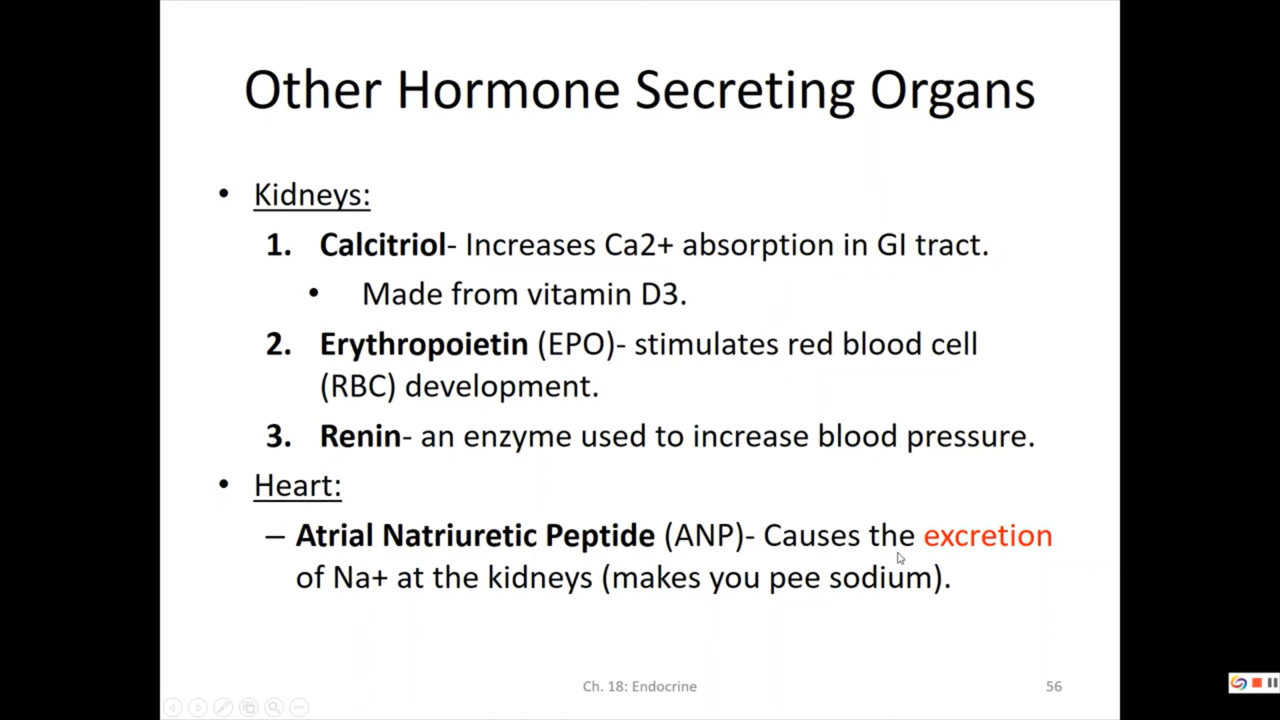 Other Hormone Secreting Organs
• Kidneys:
1. Calcitriol- Increases Ca2+ absorption in GI tract.
• Made from vitamin D3.
2. Erythropoietin (EPO)- stimulates red blood cell
(RBC) development.
3. Renin- an enzyme used to increase blood pressure.
• Heart:
– Atrial Natriuretic Peptide (ANP)- Causes the excretion
of Na+ at the kidneys (makes you pee sodium).
Ch. 18: Endocrine
56